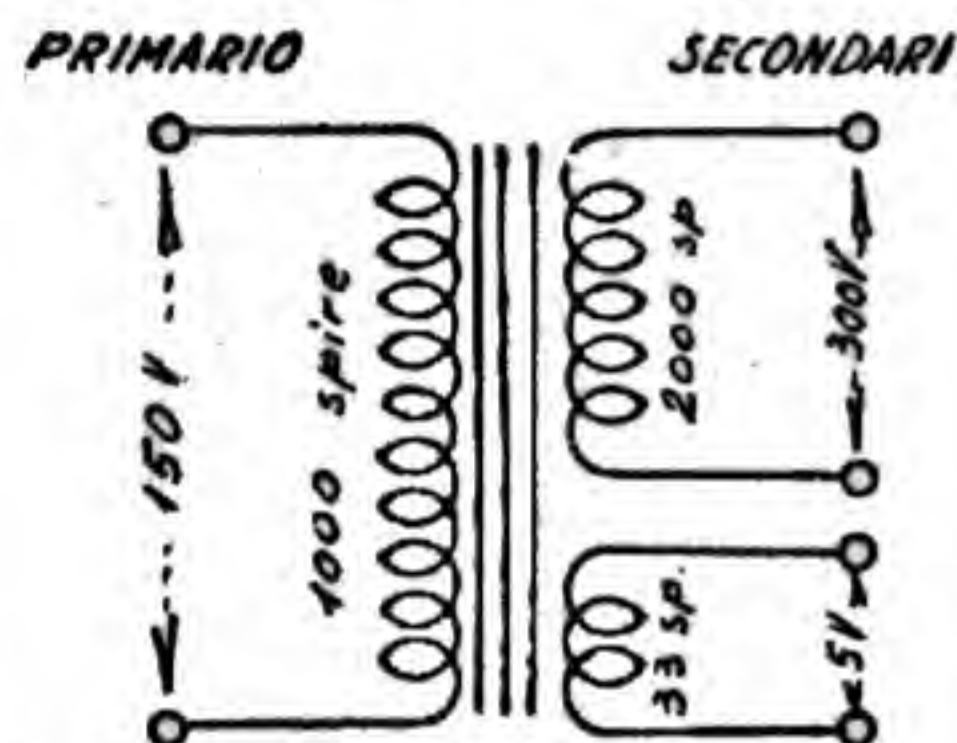 PRIMARIO
SECONDARI
150 V
1000 spire
2000 sp
300V
33 sp.
5V